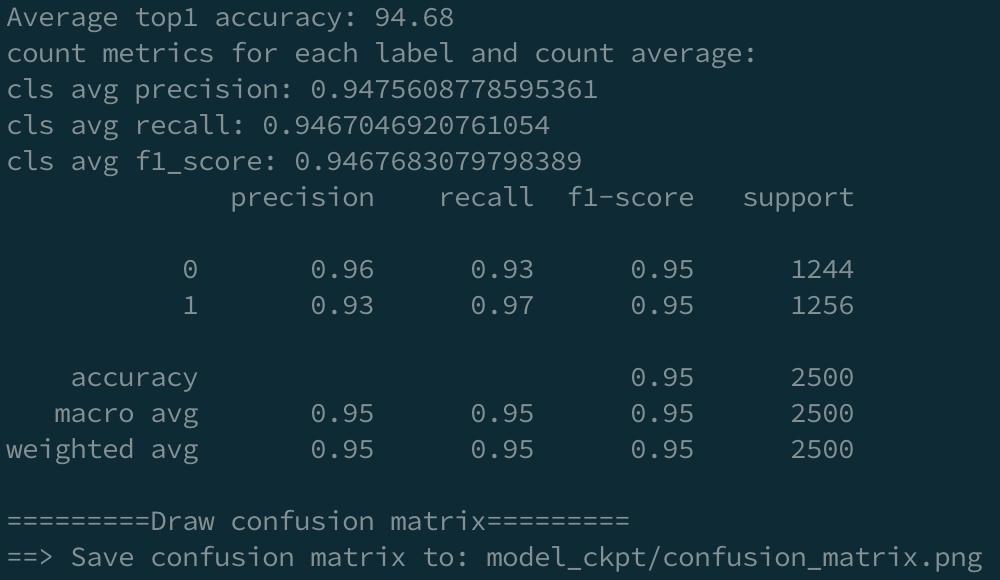 Average top1 accuracy: 94.68
count metrics for each label and count average:
cls avg precision: 0.9475608778595361
cls avg recall: 0.9467046920761054
cls avg f1_score: 0.9467683079798389
precision recall f1-score support
0 0.96 0.93 0.95 1244
1 0.93 0.97 0.95 1256
accuracy 0.95 2500
macro avg 0.95 0.95 0.95 2500
weighted avg 0.95 0.95 0.95 2500
=========Draw confusion matrix=========
==> Save confusion matrix to: model_ckpt/confusion_matrix.png